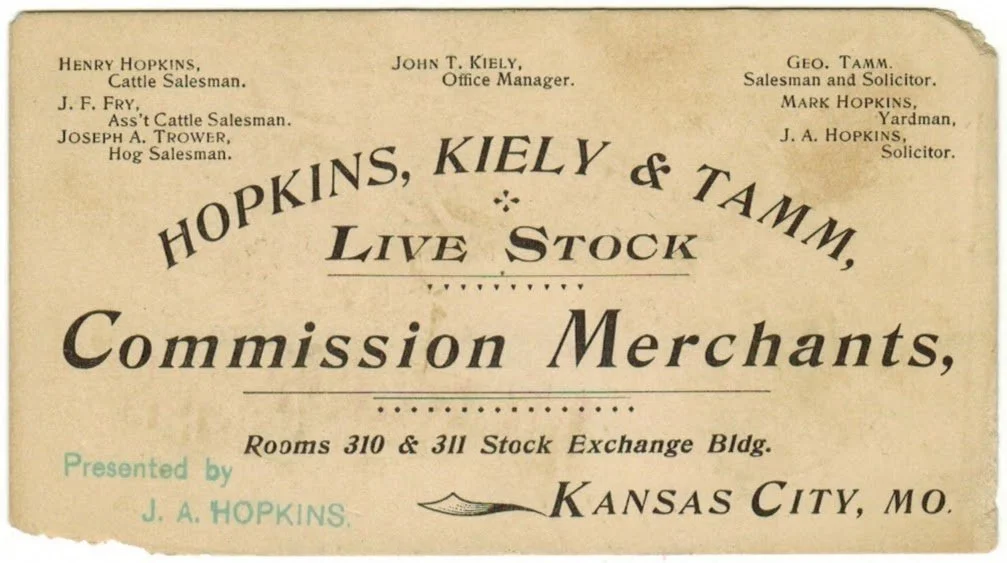 HENRY HOPKINS,
Cattle Salesman.
J. F. FRY,
Ass't Cattle Salesman.
JOSEPH A. TROWER,
Hog Salesman.
JOHN T. KIELY,
Office Manager.
GEO. TAMM.
Salesman and Solicitor.
MARK HOPKINS,
Yardman,
J. A. HOPKINS,
Solicitor.
HOPKINS, KIELY & TAMM,
LIVE STOCK
Commission Merchants,
Rooms 310 & 311 Stock Exchange Bldg.
KANSAS CITY, MO.
Presented by
J. A. HOPKINS.